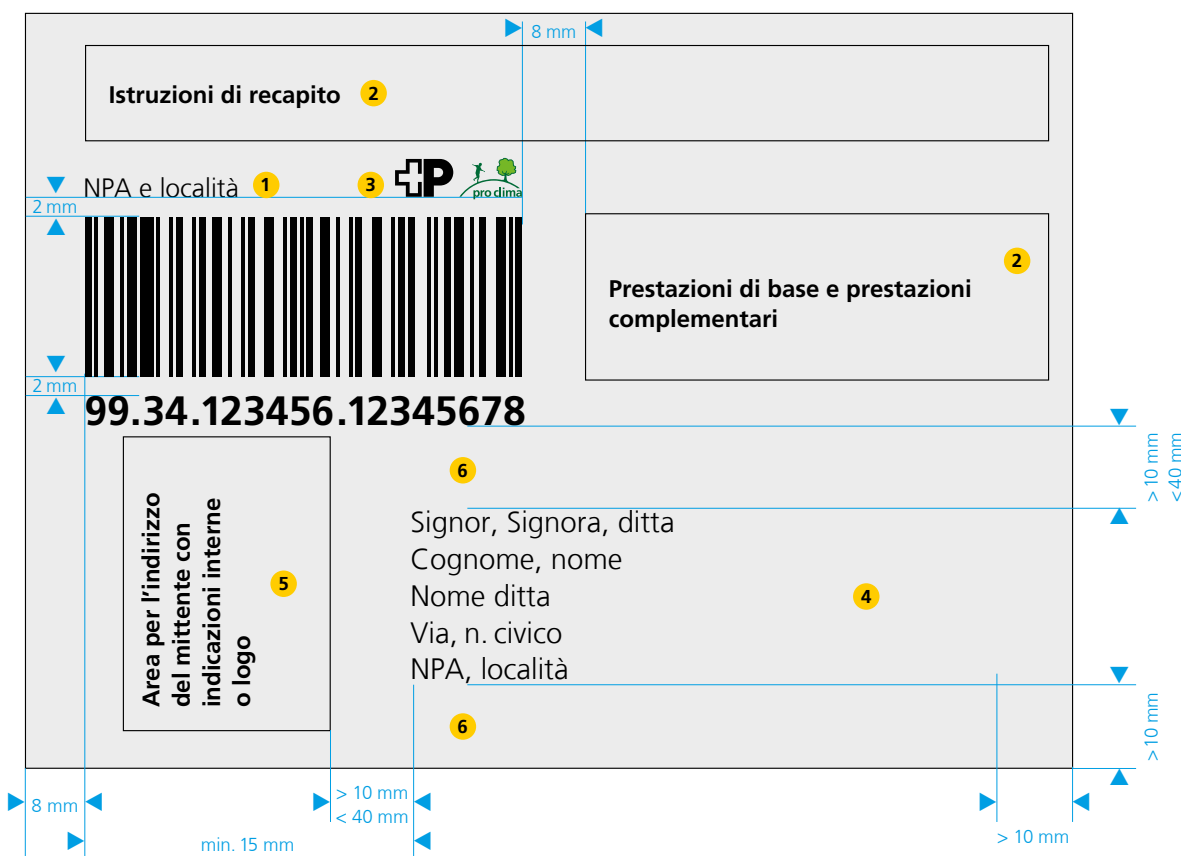 8 mm
Istruzioni di recapito 2
NPA e località 1 3 P pro clima
2 mm
2
Prestazioni di base e prestazioni
complementari
2 mm
99.34.123456.12345678
> 10 mm
< 40 mm
6
Area per l'indirizzo
del mittente con
indicazioni interne
o logo
5
Signor, Signora, ditta
Cognome, nome
Nome ditta
Via, n. civico
NPA, località
4
6
> 10 mm
8 mm
> 10 mm
< 40 mm
min. 15 mm
> 10 mm